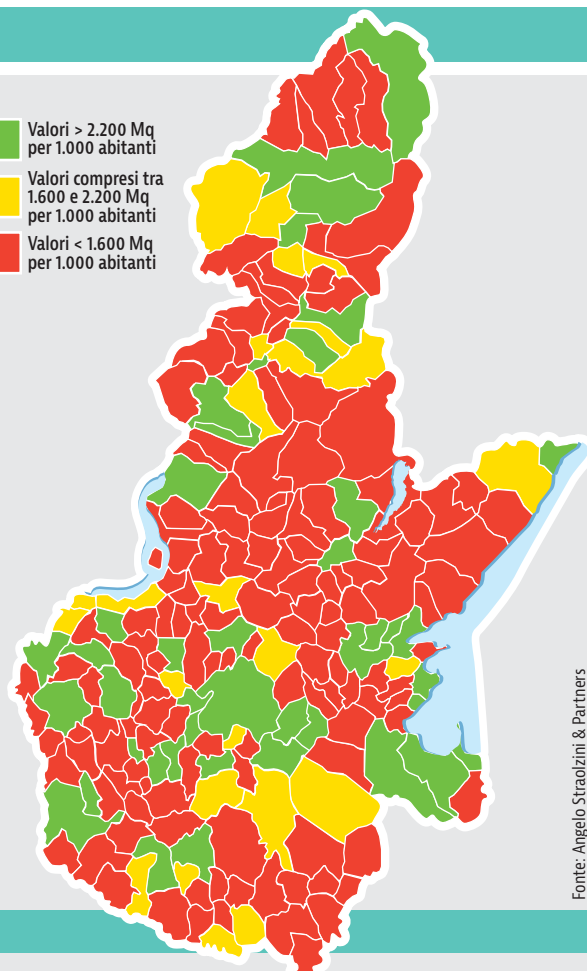 Valori > 2.200 Mq
per 1.000 abitanti
Valori compresi tra
1.600 e 2.200 Mq
per 1.000 abitanti
Valori < 1.600 Mq
per 1.000 abitanti
Fonte: Angelo Straolzini & Partners